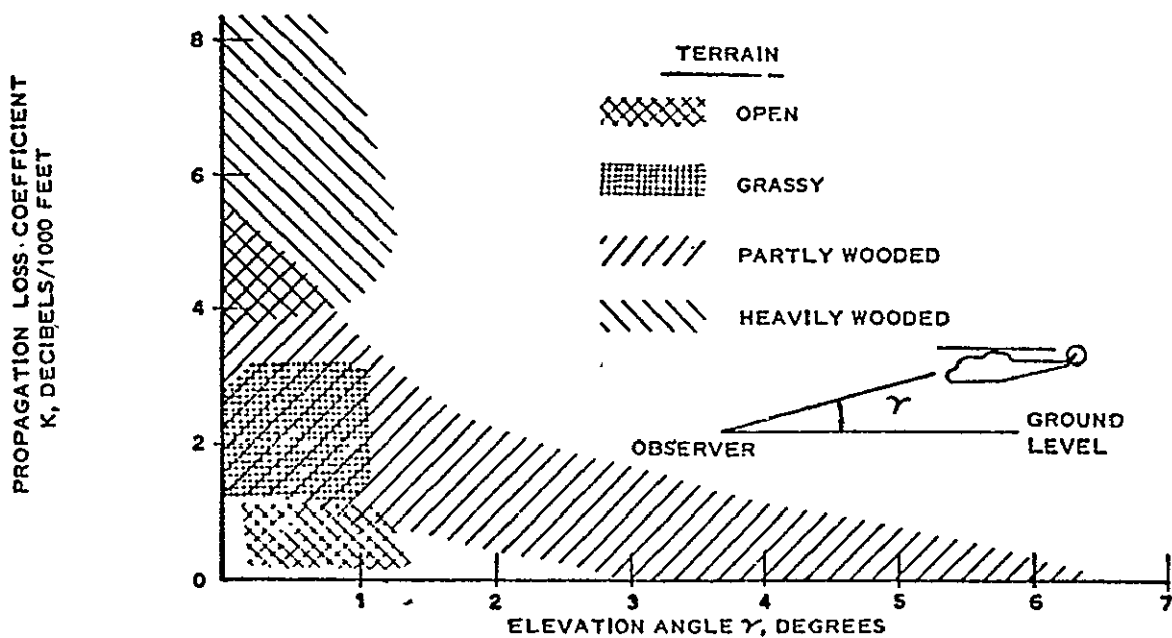 PROPAGATION LOSS COEFFICIENT
K, DECIBELS/1000 FEET
8
6
4
2
0
1
2
3
4
5
6
7
ELEVATION ANGLE γ, DEGREES
TERRAIN
OPEN
GRASSY
PARTLY WOODED
HEAVILY WOODED
γ
OBSERVER
GROUND
LEVEL